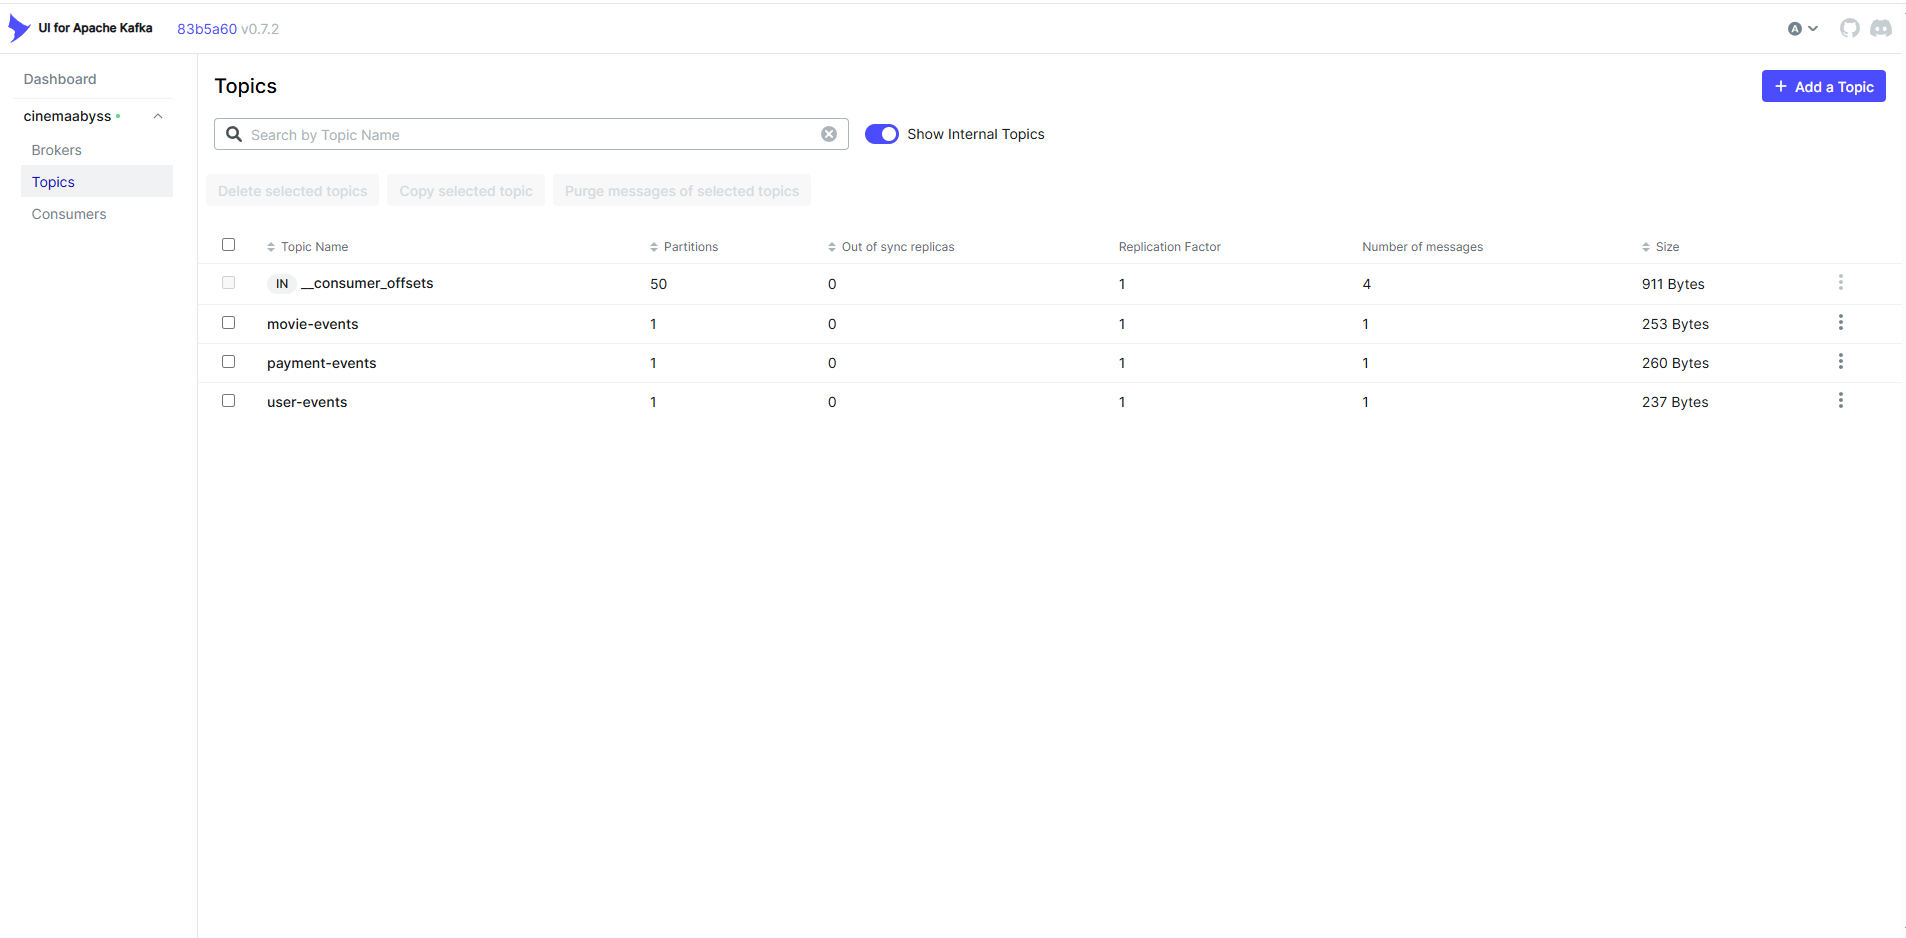 UI for Apache Kafka 83b5a60 v0.7.2 A
Dashboard
cinemaabyss
Brokers
Topics
Consumers
Topics
Add a Topic
Search by Topic Name
Show Internal Topics
Delete selected topics Copy selected topic Purge messages of selected topics
Topic Name Partitions Out of sync replicas Replication Factor Number of messages Size
IN __consumer_offsets 50 0 1 4 911 Bytes
movie-events 1 0 1 1 253 Bytes
payment-events 1 0 1 1 260 Bytes
user-events 1 0 1 1 237 Bytes